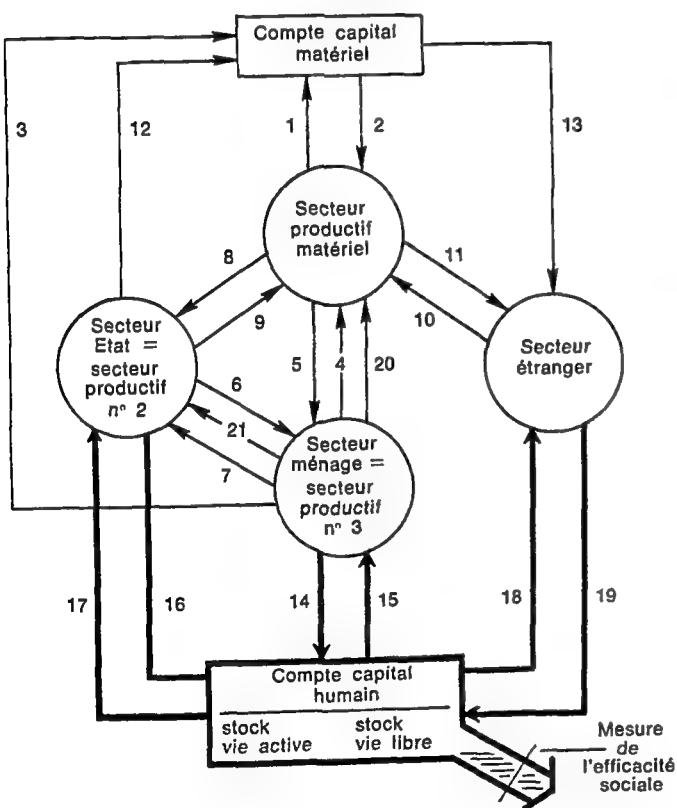 Compte capital
matériel
3
12
1
2
13
Secteur
productif
matériel
8
11
9
10
Secteur
Etat =
secteur
productif
nº 2
Secteur
étranger
5
4
20
6
21
7
Secteur
ménage =
secteur
productif
nº 3
17
16
14
15
18
19
Compte capital
humain
stock
vie active
stock
vie libre
Mesure
de
l'efficacité
sociale